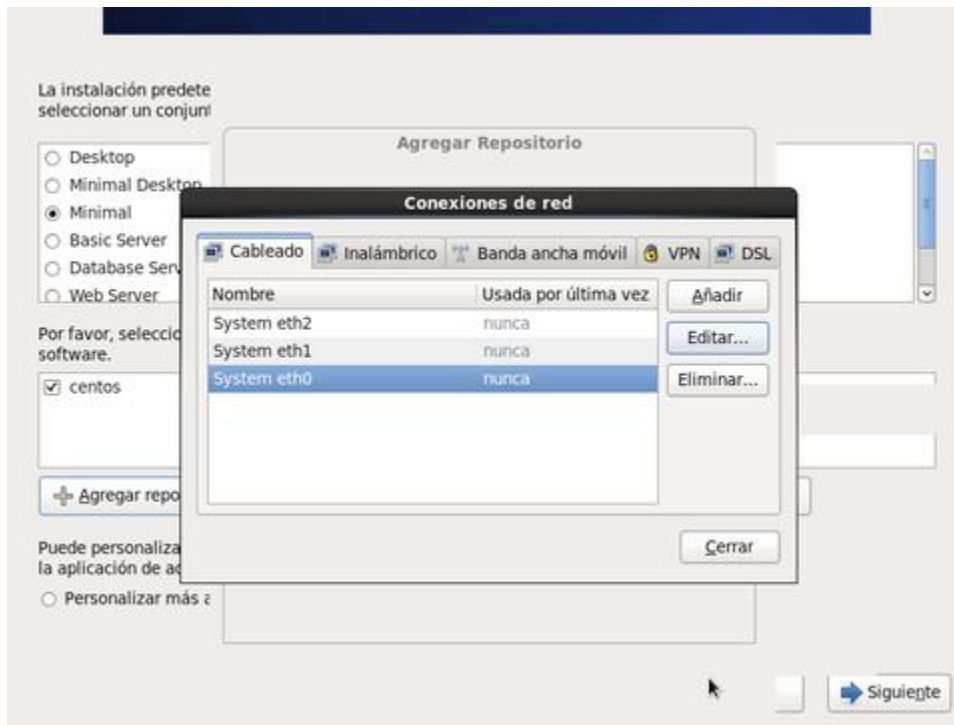 La instalación predete
seleccionar un conjun
Agregar Repositorio
Desktop
Minimal Desktop
Minimal
Basic Server
Database Serv
Web Server
Conexiones de red
Cableado Inalámbrico Banda ancha móvil VPN DSL
Nombre Usada por última vez Añadir
System eth2 nunca
Editar...
System eth1 nunca
System eth0 nunca Eliminar...
Por favor, seleccio
software.
centos
Agregar repo
Cerrar
Puede personaliza
la aplicación de ac
Personalizar más a
Siguiente